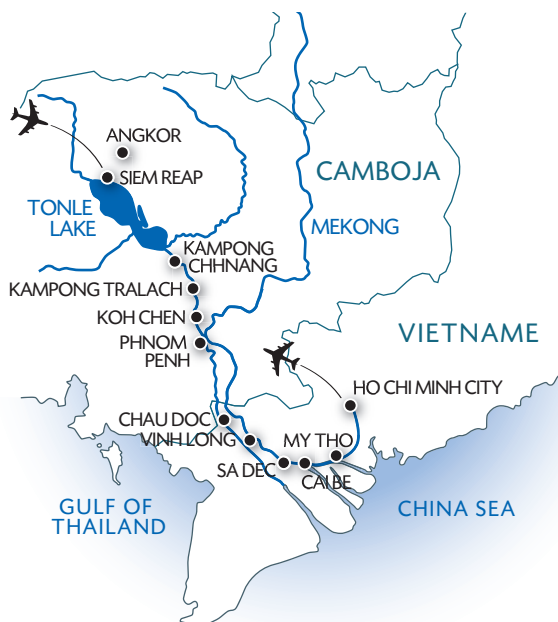 ANGKOR
SIEM REAP
CAMBOJA
TONLE
LAKE
MEKONG
KAMPONG
CHHNANG
KAMPONG TRALACH
KOH CHEN
PHNOM
PENH
VIETNAME
HO CHI MINH CITY
CHAU DOC
VINH LONG
MY THO
SA DEC
CAI BE
GULF OF
THAILAND
CHINA SEA